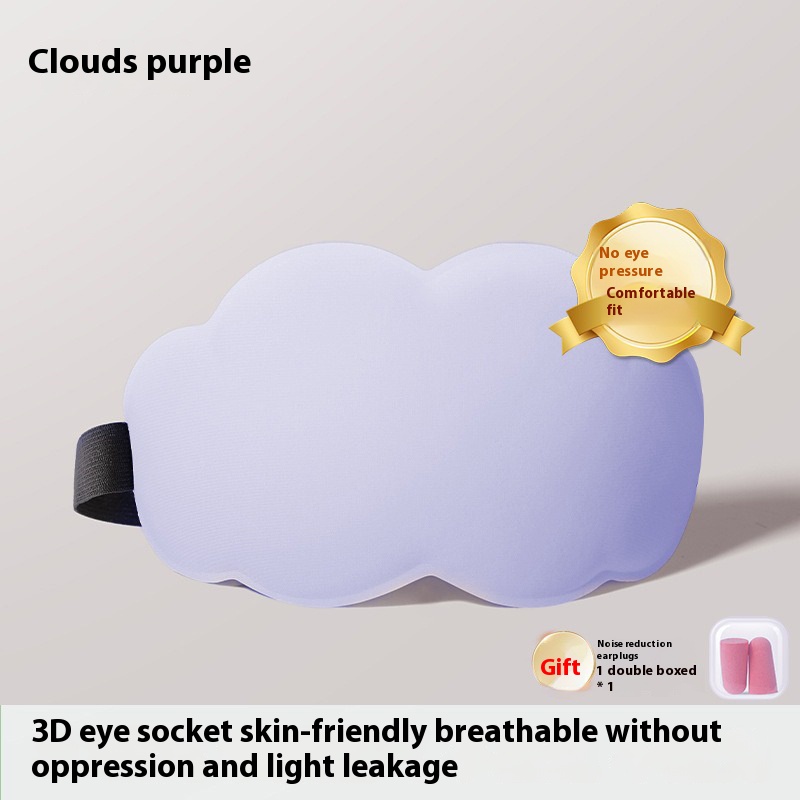 Clouds purple
No eye
pressure
Comfortable
fit
Gift
Noise reduction
earplugs
1 double boxed
* 1
3D eye socket skin-friendly breathable without
oppression and light leakage